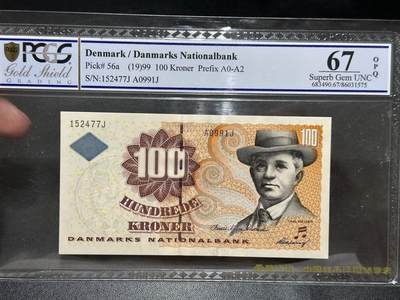 PCGS
Gold Shield
GRADING
Denmark / Danmarks Nationalbank
Pick# 56a (19)99 100 Kroner Prefix A0-A2
S/N:152477J A0991J
67
OPQ
Superb Gem UNC
683496.67/86031575
152477J
A0991J
100
100
HUNDREDE
KRONER
DANMARKS NATIONALBANK